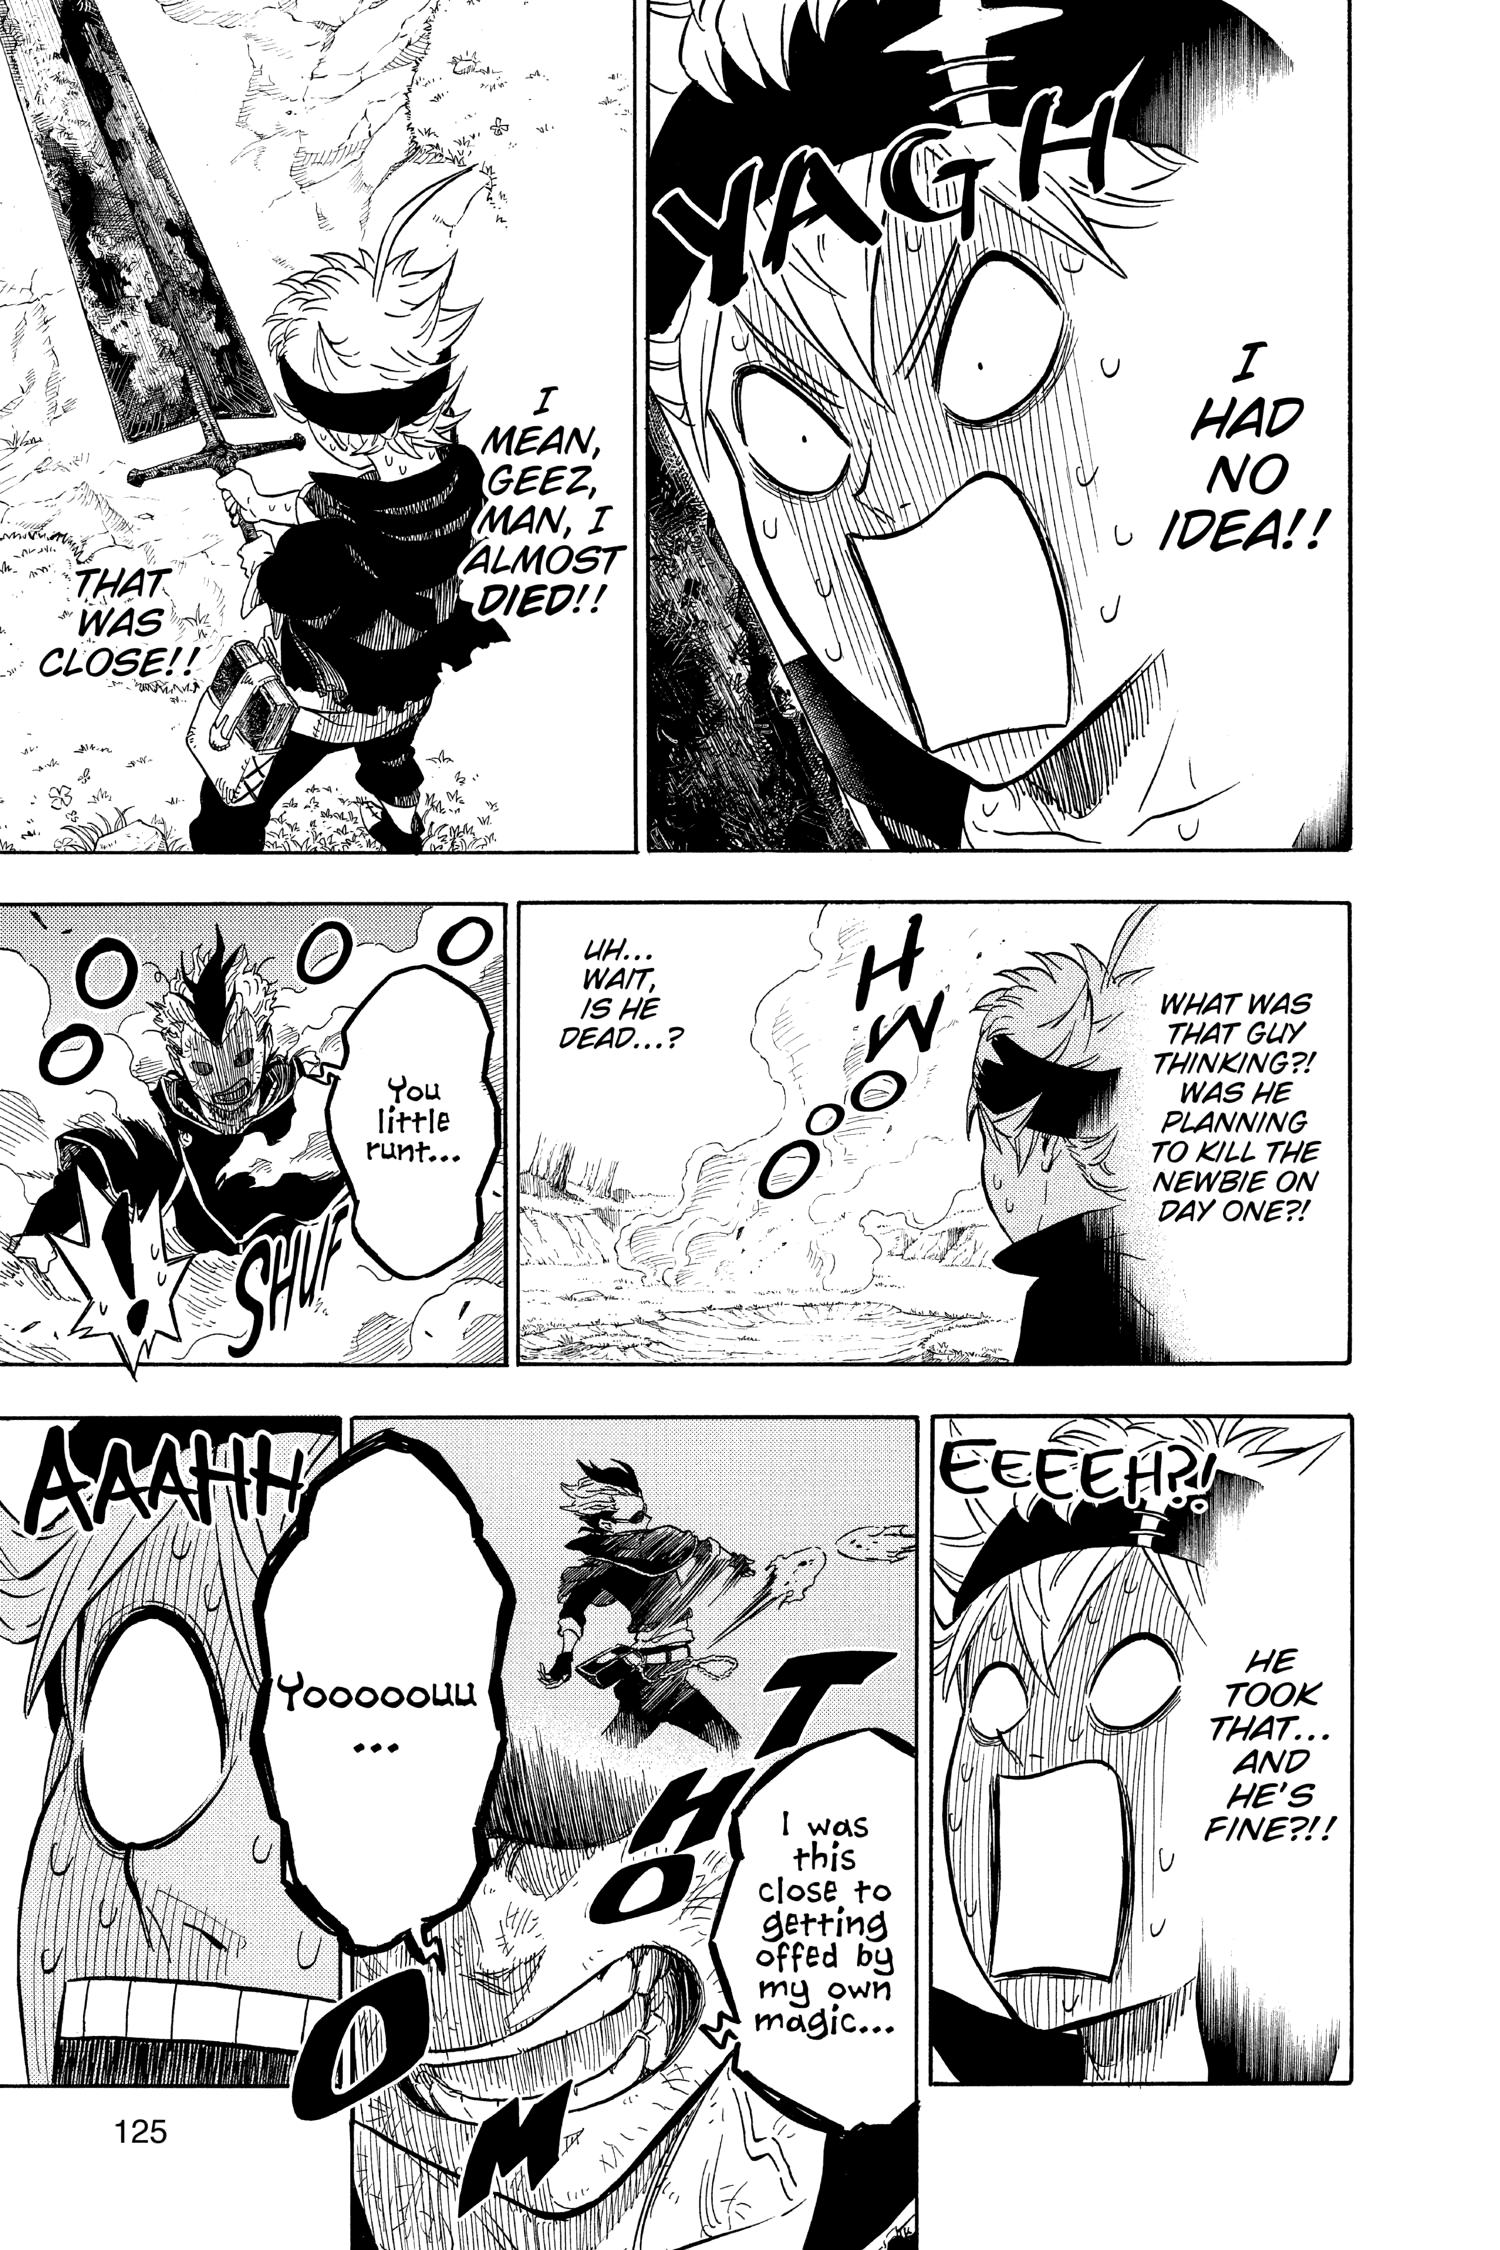 YAGH
I
HAD
NO
IDEA!!
I
MEAN,
GEEZ,
MAN, I
ALMOST
DIED!!
THAT
WAS
CLOSE!!
WHAT WAS
THAT GUY
THINKING?!
WAS HE
PLANNING
TO KILL THE
NEWBIE ON
DAY ONE?!
HWOOO
UH...
WAIT,
IS HE
DEAD...?
OOOOO
You
little
runt...
SHUF
!
EEEEH?!
HE
TOOK
THAT...
AND
HE'S
FINE?!!
THOOM
I was
this
close to
getting
offed by
my own
magic...
Yooooouu
...
AAAHH
125